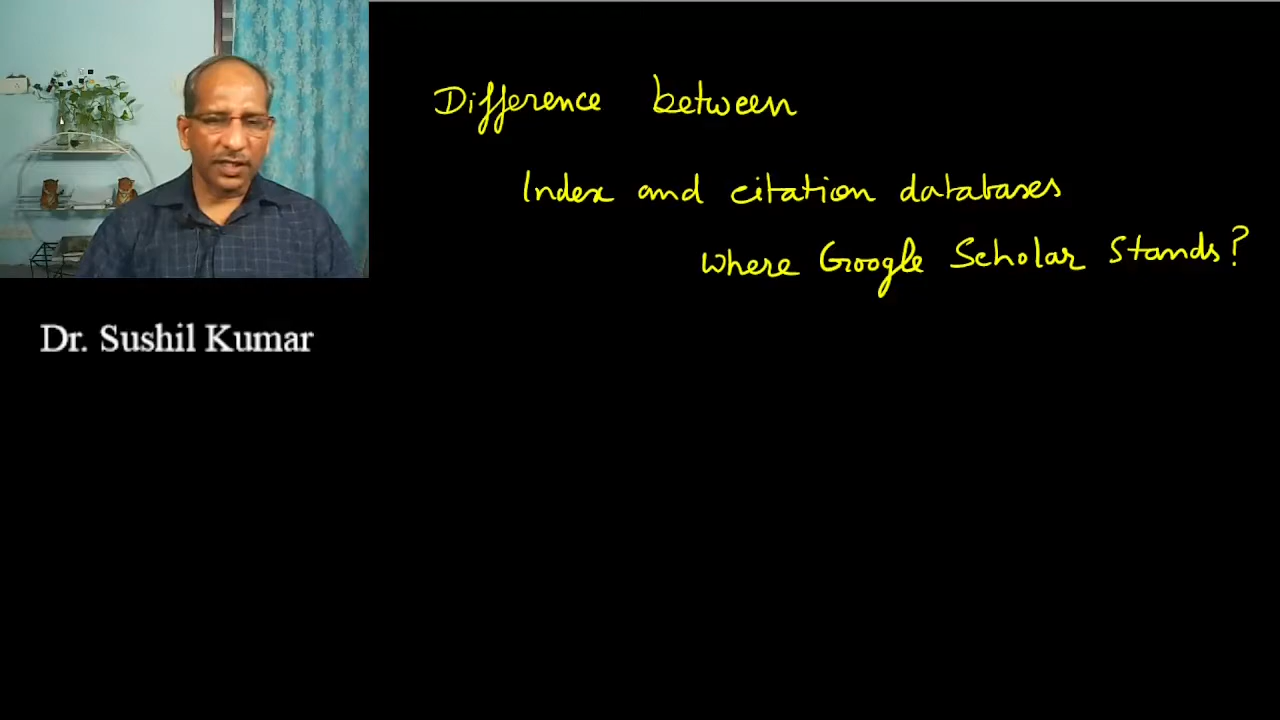 Difference between
Index and citation databases
where Google Scholar Stands?
Dr. Sushil Kumar